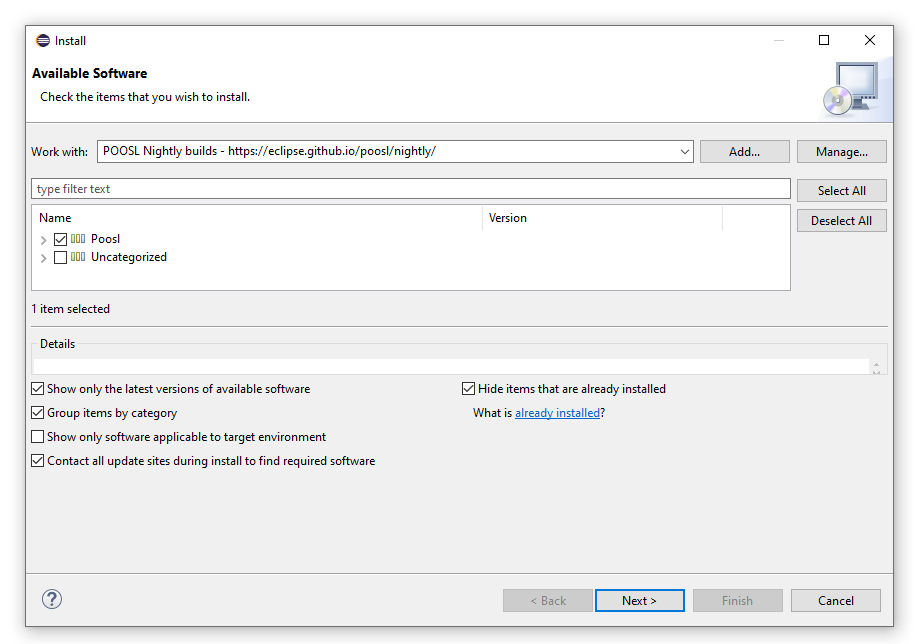 Install
Available Software
Check the items that you wish to install.
Work with: POOSL Nightly builds - https://eclipse.github.io/poosl/nightly/ Add... Manage...
type filter text Select All
Name Version Deselect All
Poosl
Uncategorized
1 item selected
Details
Show only the latest versions of available software Hide items that are already installed
Group items by category What is already installed?
Show only software applicable to target environment
Contact all update sites during install to find required software
? < Back Next > Finish Cancel